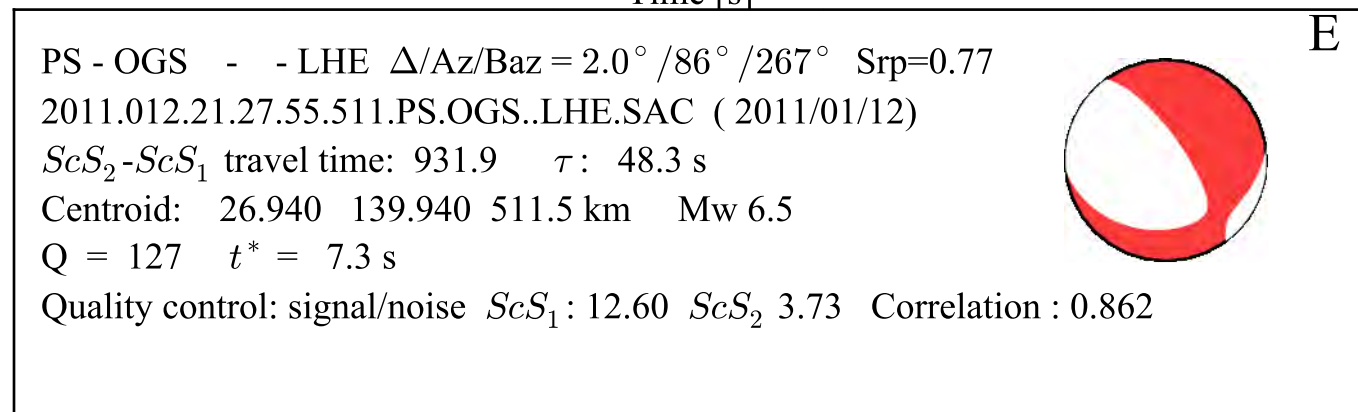 E
PS - OGS - - LHE Δ/Az/Baz = 2.0° /86° /267° Srp=0.77
2011.012.21.27.55.511.PS.OGS..LHE.SAC ( 2011/01/12)
ScS₂-ScS₁ travel time: 931.9 τ : 48.3 s
Centroid: 26.940 139.940 511.5 km Mw 6.5
Q = 127 t* = 7.3 s
Quality control: signal/noise ScS₁ : 12.60 ScS₂ 3.73 Correlation : 0.862